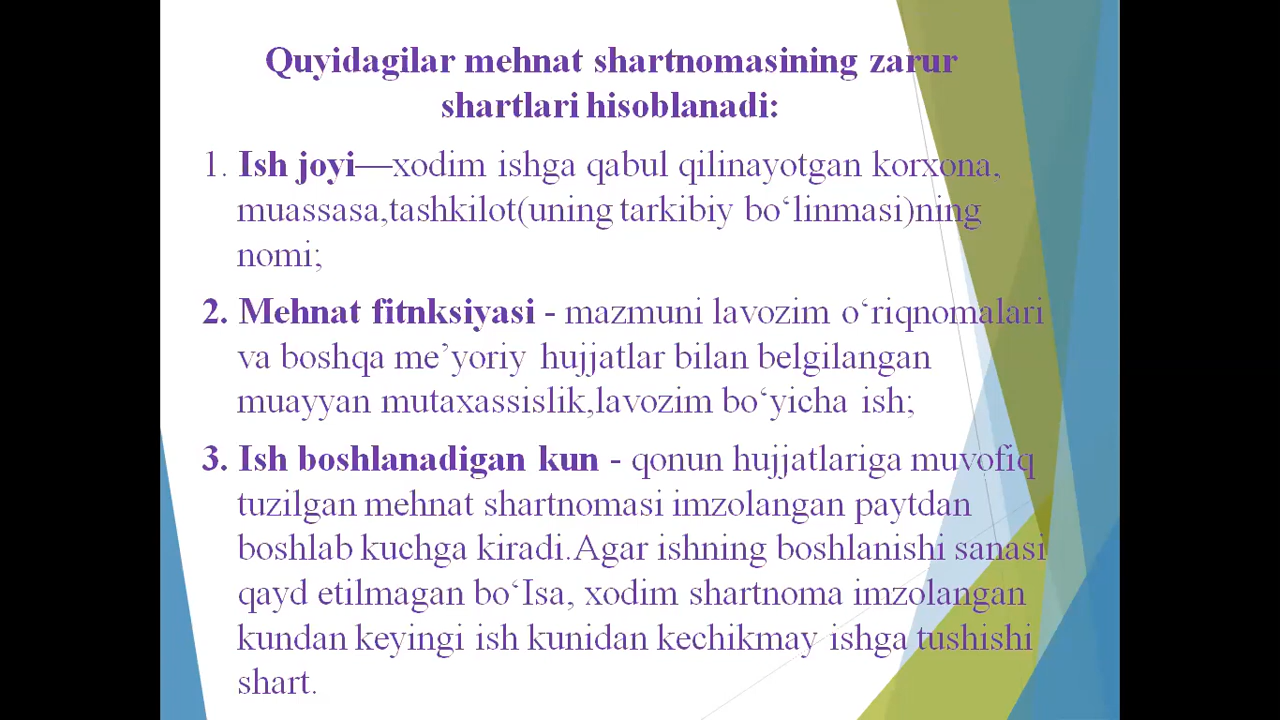 Quyidagilar mehnat shartnomasining zarur
shartlari hisoblanadi:
1. Ish joyi—xodim ishga qabul qilinayotgan korxona,
muassasa,tashkilot(uning tarkibiy bo‘linmasi)ning
nomi;
2. Mehnat fitnksiyasi - mazmuni lavozim o‘riqnomalari
va boshqa me’yoriy hujjatlar bilan belgilangan
muayyan mutaxassislik,lavozim bo‘yicha ish;
3. Ish boshlanadigan kun - qonun hujjatlariga muvofiq
tuzilgan mehnat shartnomasi imzolangan paytdan
boshlab kuchga kiradi.Agar ishning boshlanishi sanasi
qayd etilmagan bo‘Isa, xodim shartnoma imzolangan
kundan keyingi ish kunidan kechikmay ishga tushishi
shart.